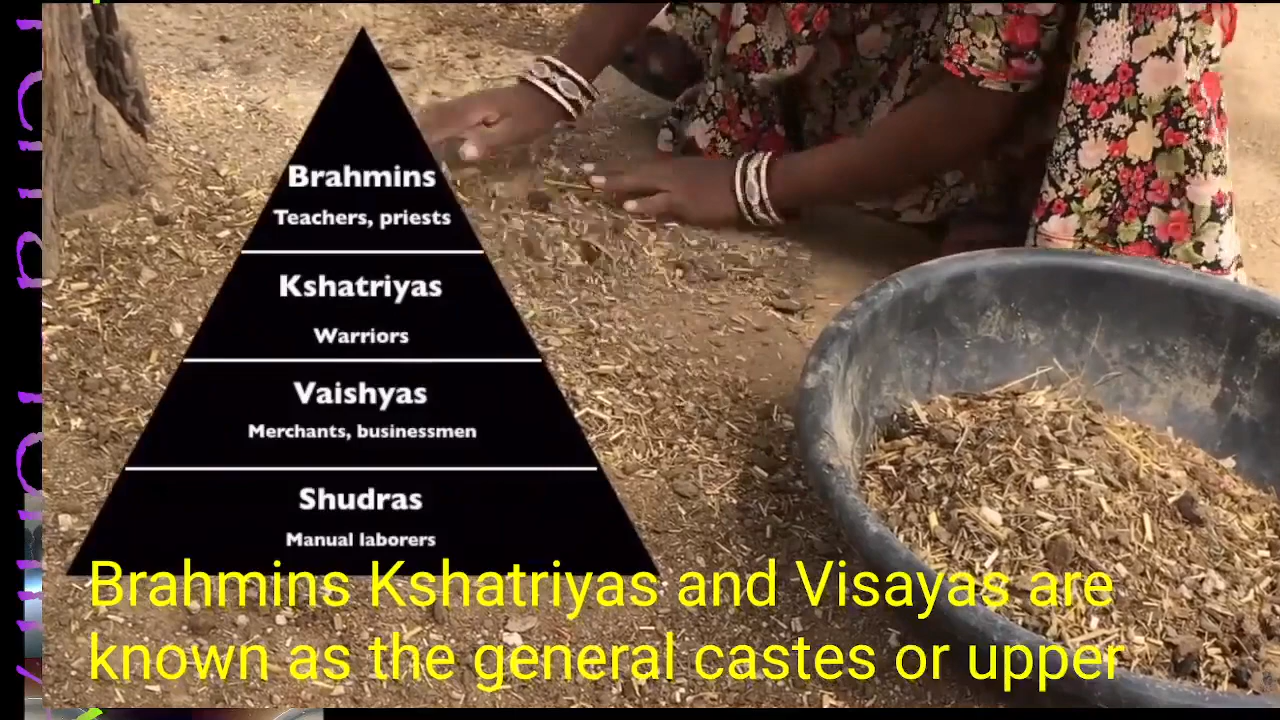 Brahmins
Teachers, priests
Kshatriyas
Warriors
Vaishyas
Merchants, businessmen
Shudras
Manual laborers
Brahmins Kshatriyas and Visayas are
known as the general castes or upper